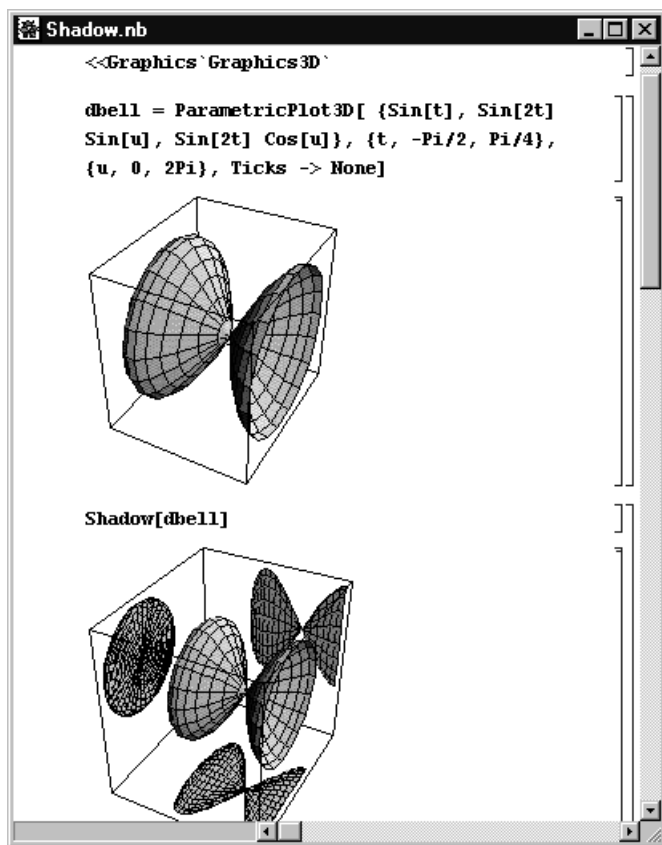 Shadow.nb
<<Graphics`Graphics3D`
dbell = ParametricPlot3D[ {Sin[t], Sin[2t]
Sin[u], Sin[2t] Cos[u]}, {t, -Pi/2, Pi/4},
{u, 0, 2Pi}, Ticks -> None]
Shadow[dbell]